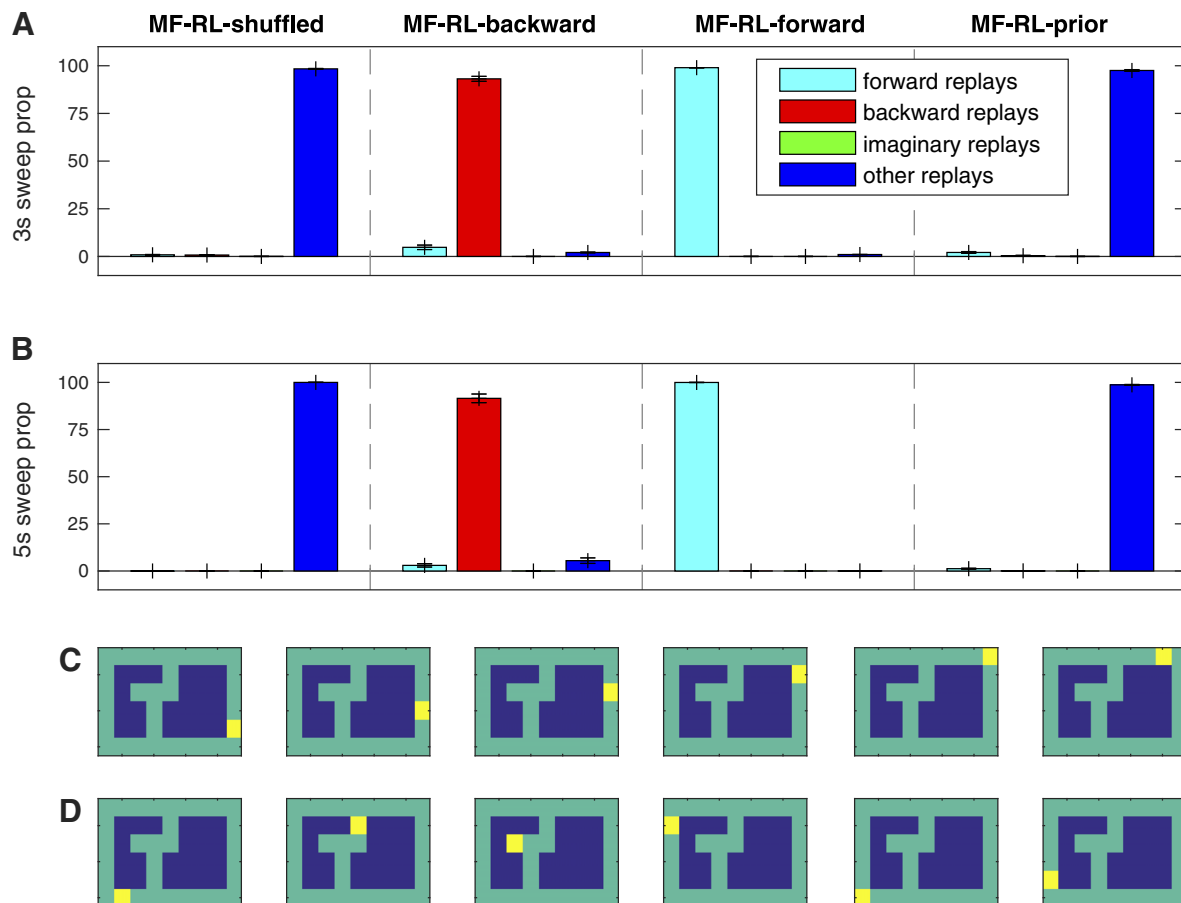 A
MF-RL-shuffled MF-RL-backward MF-RL-forward MF-RL-prior
3s sweep prop
100
75
50
25
0
forward replays
backward replays
imaginary replays
other replays
B
5s sweep prop
100
75
50
25
0
C
D